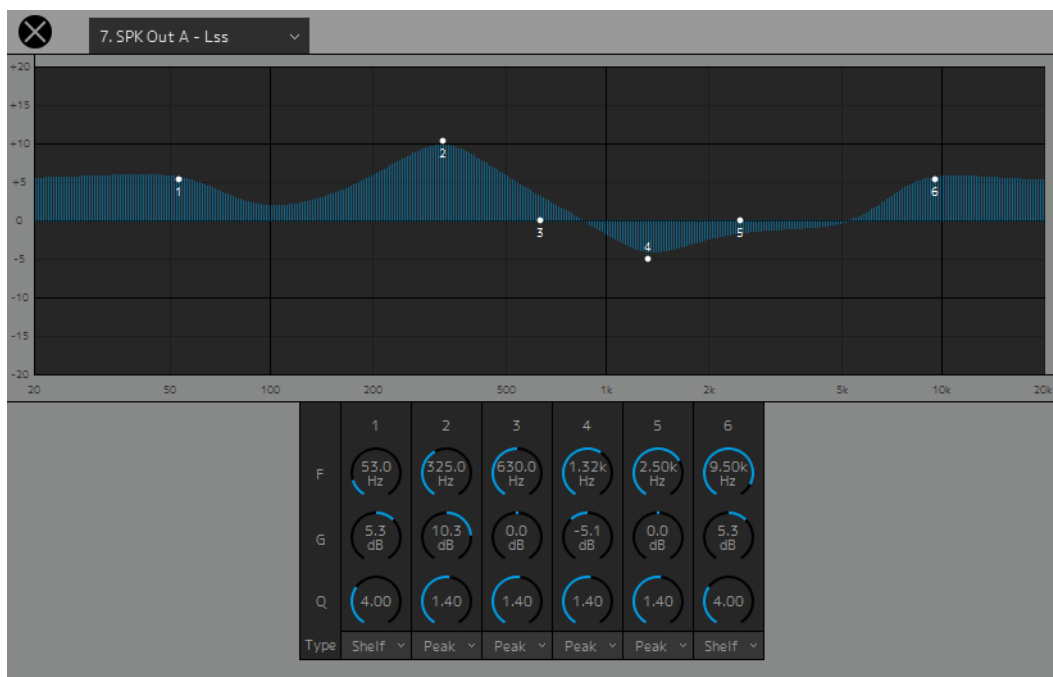 7. SPK Out A - Lss
+20
+15
+10
+5
0
-5
-10
-15
-20
1
2
3
4
5
6
20 50 100 200 500 1k 2k 5k 10k 20k
1 2 3 4 5 6
F 53.0 Hz 325.0 Hz 630.0 Hz 1.32k Hz 2.50k Hz 9.50k Hz
G 5.3 dB 10.3 dB 0.0 dB -5.1 dB 0.0 dB 5.3 dB
Q 4.00 1.40 1.40 1.40 1.40 4.00
Type Shelf Peak Peak Peak Peak Shelf